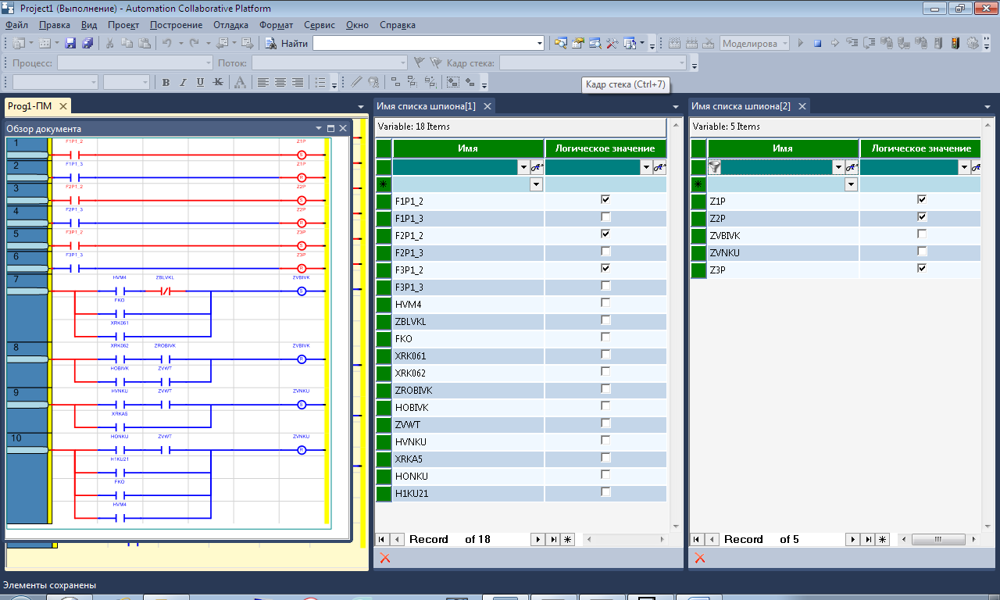 Project1 (Выполнение) - Automation Collaborative Platform
Файл Правка Вид Проект Построение Отладка Формат Сервис Окно Справка
Найти
Моделирова
Процесс: Поток: Кадр стека:
Кадр стека (Ctrl+7)
Prog1-ПМ
Обзор документа
1
F1P1_2 Z1P
S
2
F1P1_3 Z1P
R
3
F2P1_2 Z2P
S
4
F2P1_3 Z2P
R
5
F3P1_2 Z3P
S
6
F3P1_3 Z3P
R
7
HVM4 ZBLVKL ZVBIVK
S
FKO
XRK061
8
XRK062 ZROBIVK ZVBIVK
R
HOBIVK ZVWT
9
HVNKU ZVWT ZVNKU
S
XRKA5
10
HONKU ZVWT ZVNKU
R
H1KU21
FKO
HVM4
Имя списка шпиона[1]
Variable: 18 Items
Имя Логическое значение
F1P1_2
F1P1_3
F2P1_2
F2P1_3
F3P1_2
F3P1_3
HVM4
ZBLVKL
FKO
XRK061
XRK062
ZROBIVK
HOBIVK
ZVWT
HVNKU
XRKA5
HONKU
H1KU21
Record of 18
Имя списка шпиона[2]
Variable: 5 Items
Имя Логическое значение
Z1P
Z2P
ZVBIVK
ZVNKU
Z3P
Record of 5
Элементы сохранены